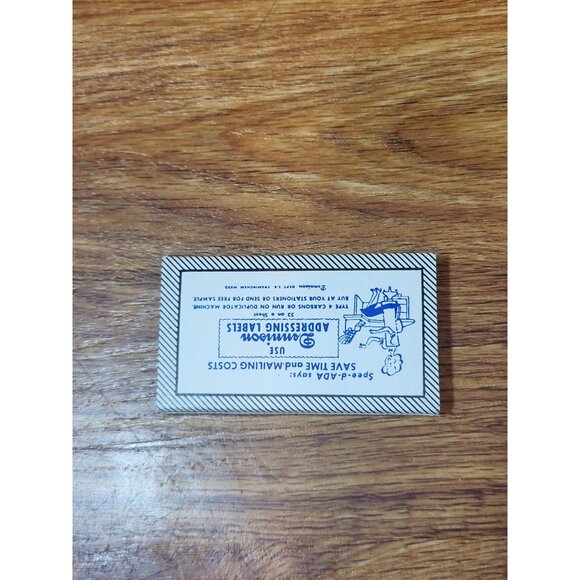 Spee-d-ADA says:
SAVE TIME and MAILING COSTS
USE
Dennison
ADDRESSING LABELS
33 on a Sheet
TYPE 4 CARBONS OR RUN ON DUPLICATOR MACHINE
BUY AT YOUR STATIONERS OR SEND FOR FREE SAMPLE
Dennison, DEPT. S-A FRAMINGHAM MASS.